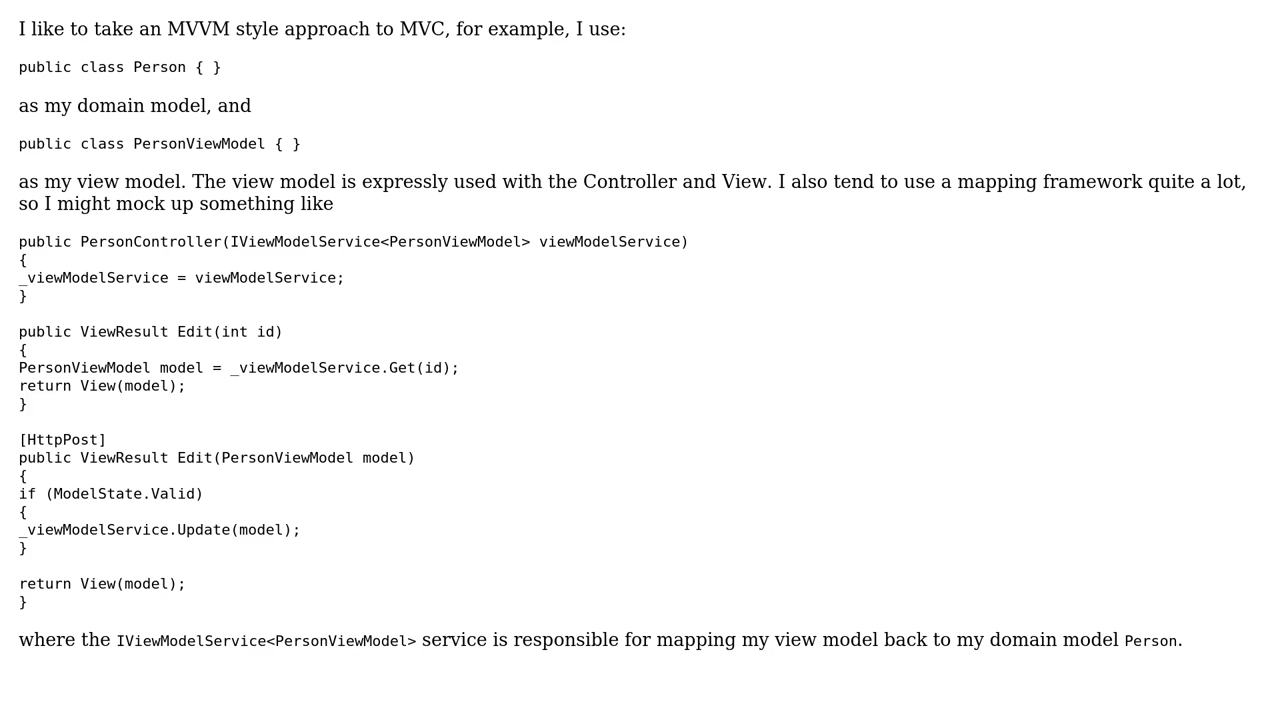 I like to take an MVVM style approach to MVC, for example, I use:
public class Person { }
as my domain model, and
public class PersonViewModel { }
as my view model. The view model is expressly used with the Controller and View. I also tend to use a mapping framework quite a lot,
so I might mock up something like
public PersonController(IViewModelService<PersonViewModel> viewModelService)
{
_viewModelService = viewModelService;
}
public ViewResult Edit(int id)
{
PersonViewModel model = _viewModelService.Get(id);
return View(model);
}
[HttpPost]
public ViewResult Edit(PersonViewModel model)
{
if (ModelState.Valid)
{
_viewModelService.Update(model);
}
return View(model);
}
where the IViewModelService<PersonViewModel> service is responsible for mapping my view model back to my domain model Person.